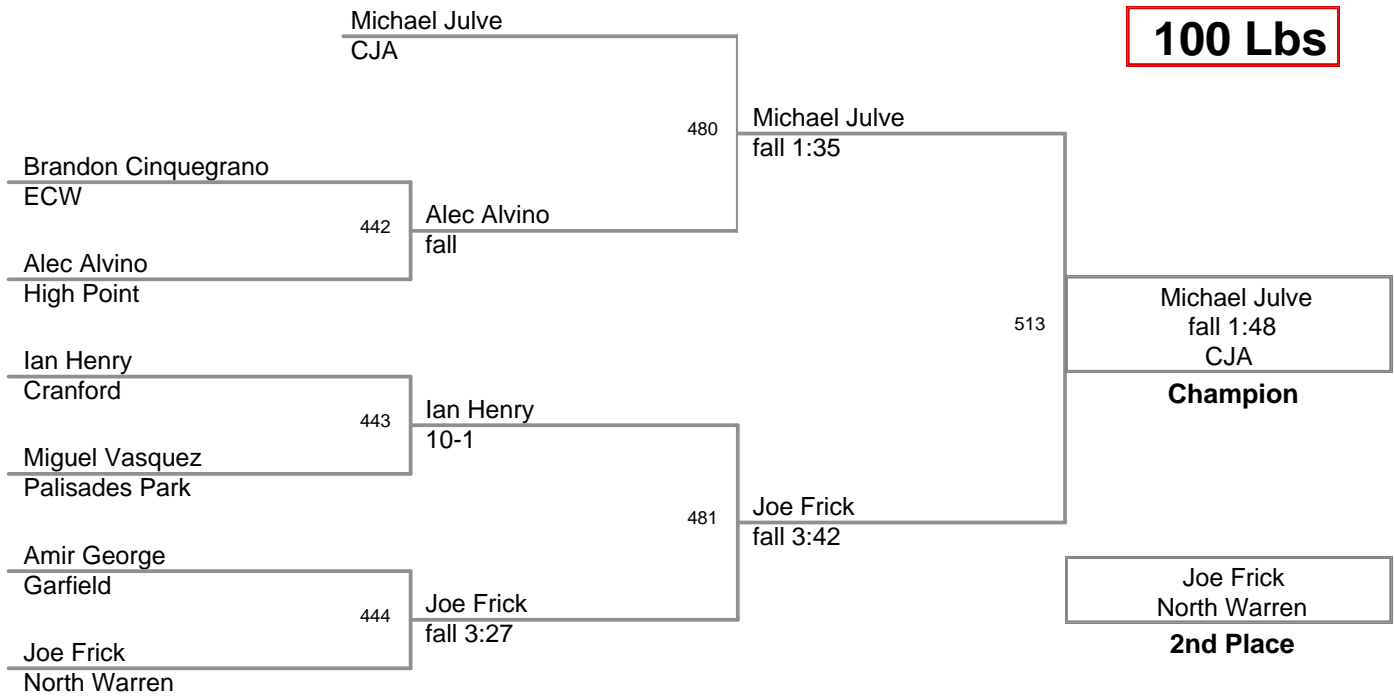 Michael Julve
CJA
100 Lbs
480
Michael Julve
fall 1:35
Brandon Cinquegrano
ECW
442
Alec Alvino
fall
Alec Alvino
High Point
513
Michael Julve
fall 1:48
CJA
Champion
Ian Henry
Cranford
443
Ian Henry
10-1
Miguel Vasquez
Palisades Park
481
Joe Frick
fall 3:42
Amir George
Garfield
444
Joe Frick
fall 3:27
Joe Frick
North Warren
Joe Frick
North Warren
2nd Place